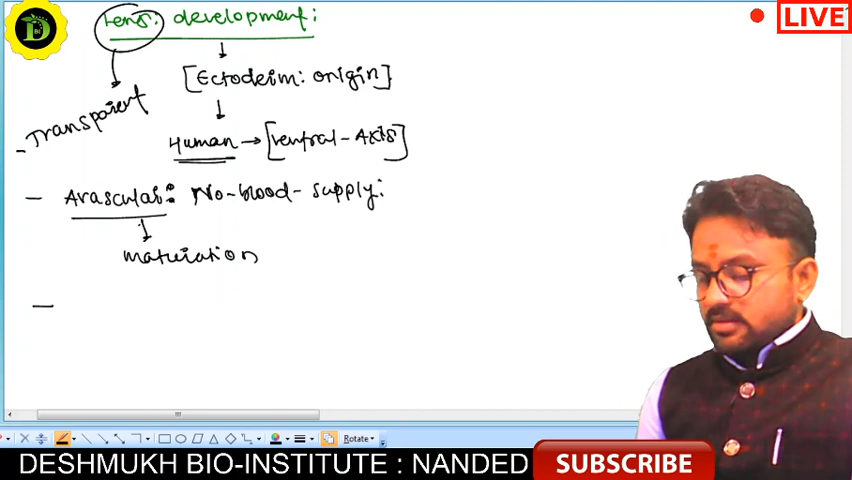 Lens: development:
[Ectoderm: origin]
Transparent
Human → [Ventral-Axis]
- Avascular: No-blood-supply:
maturation
Rotate
LIVE
DESHMUKH BIO-INSTITUTE : NANDED
SUBSCRIBE